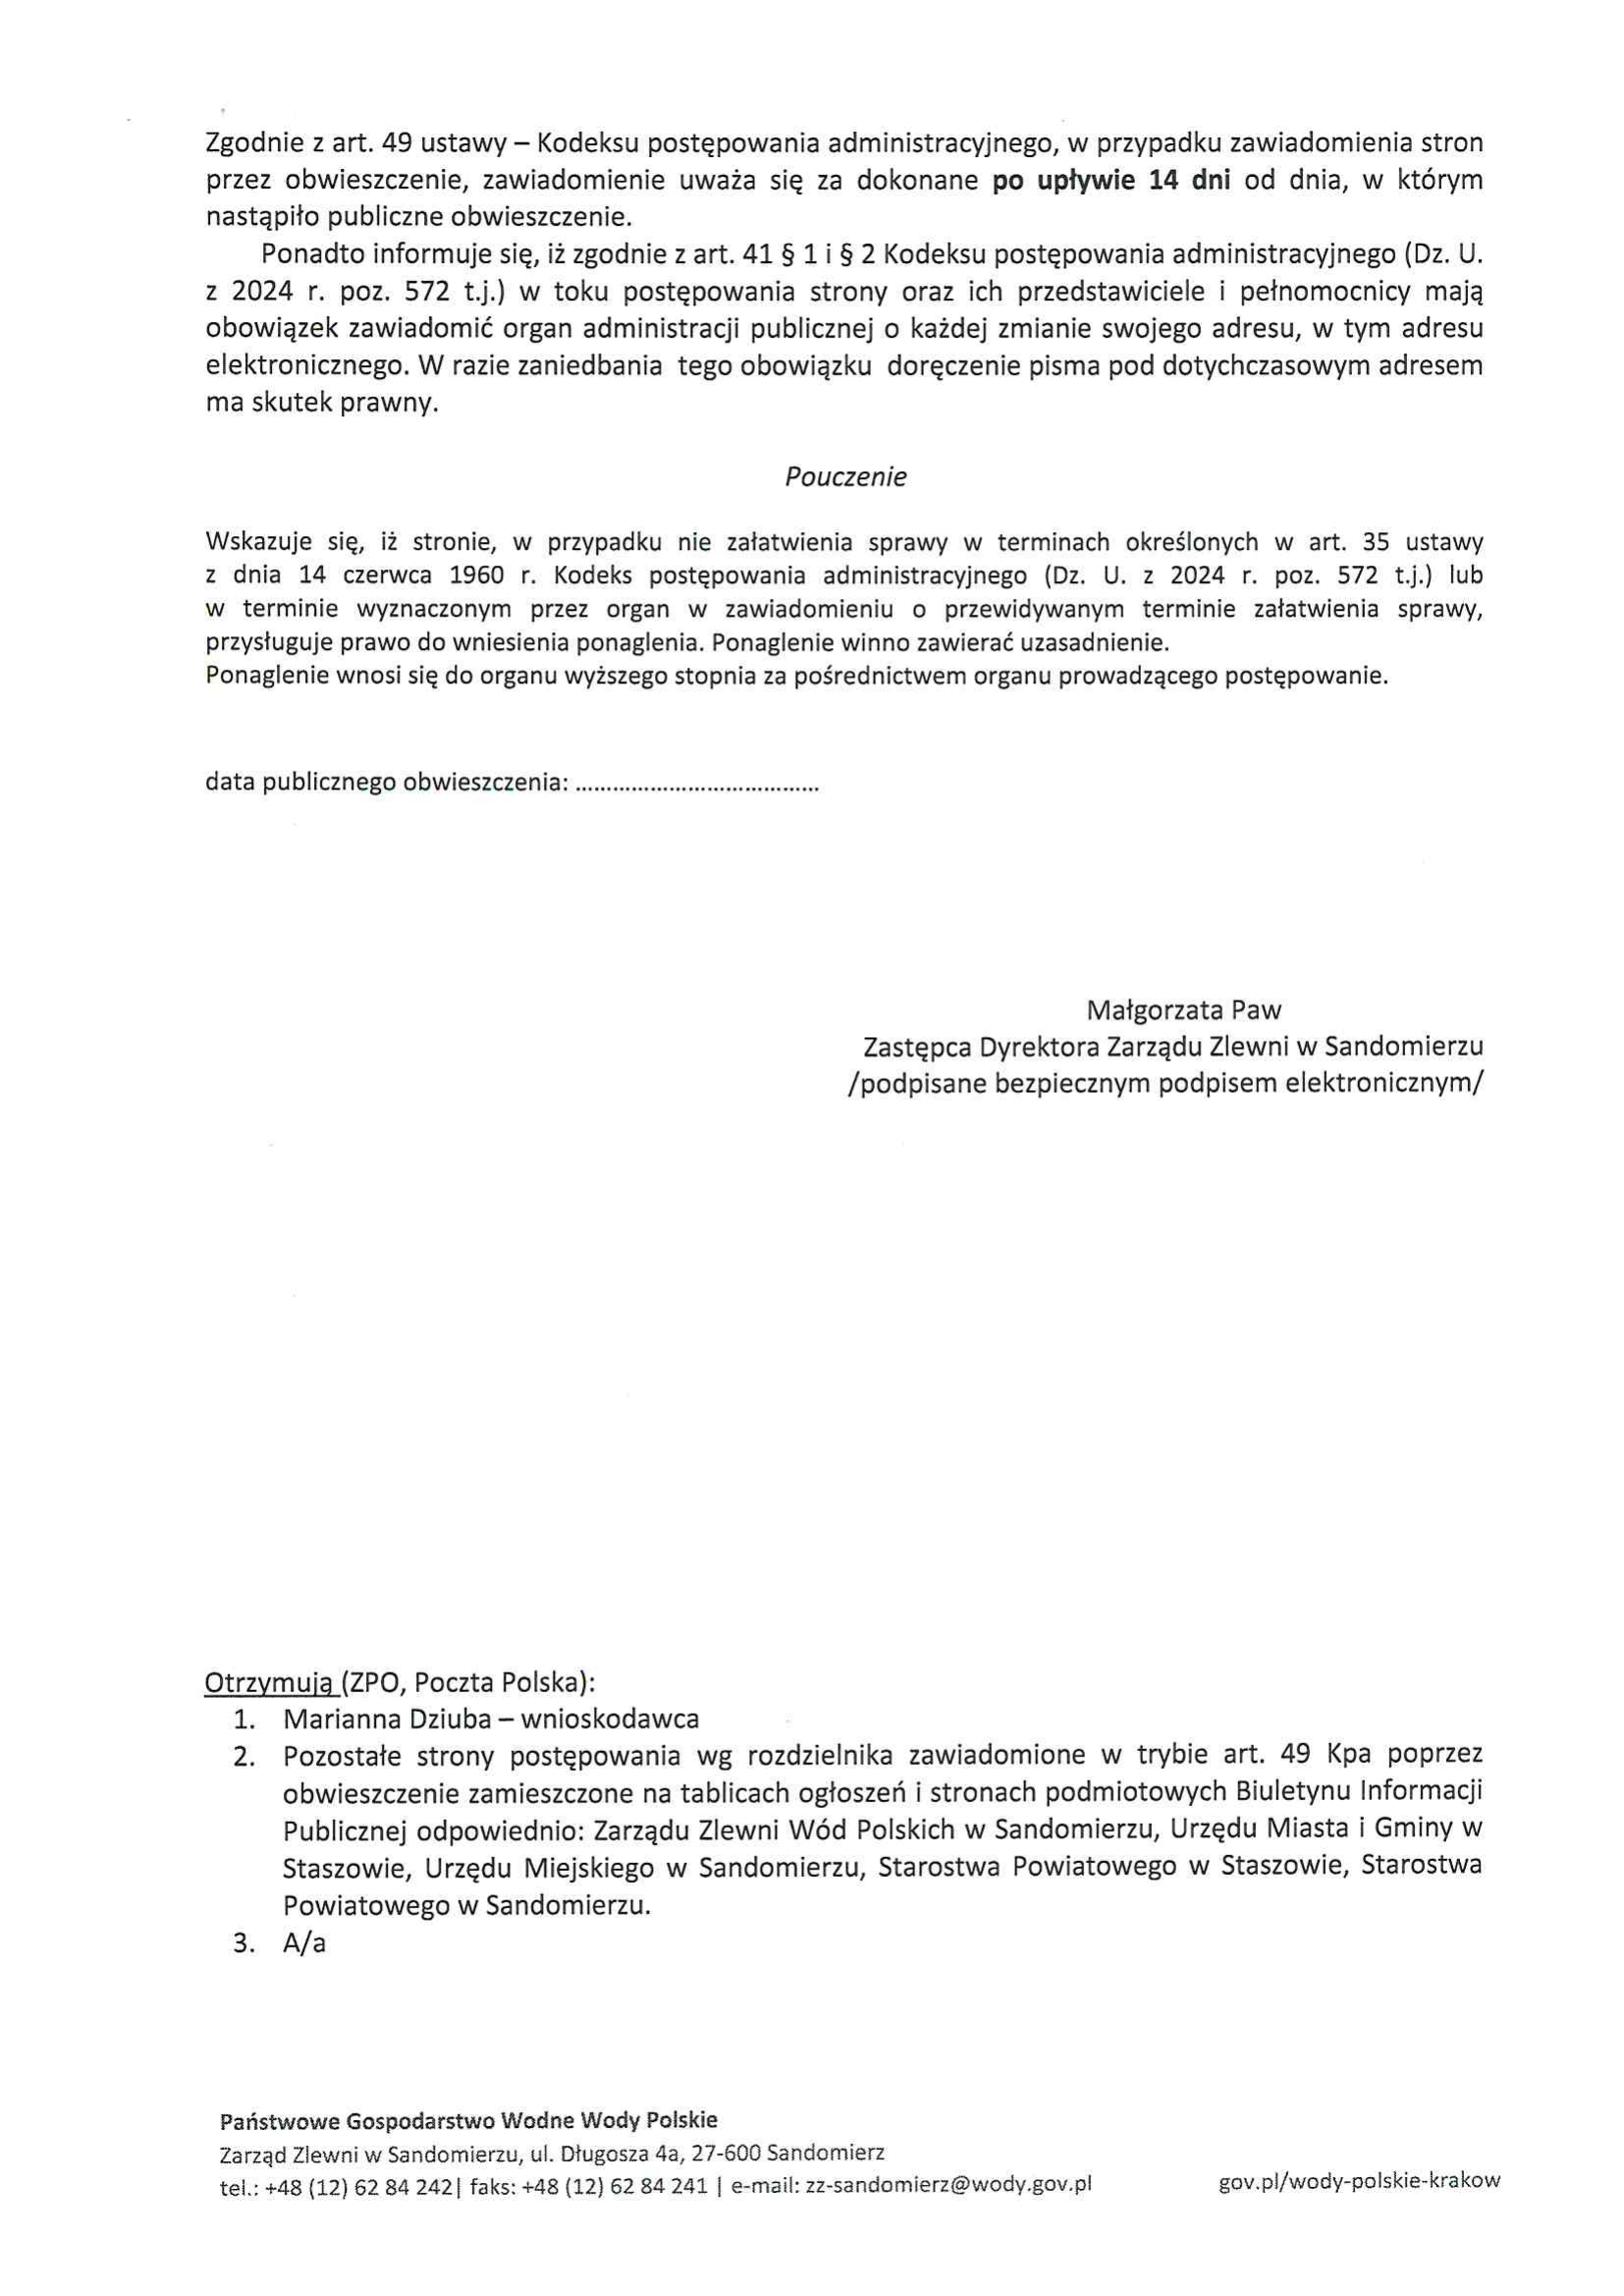 Zgodnie z art. 49 ustawy – Kodeksu postępowania administracyjnego, w przypadku zawiadomienia stron
przez obwieszczenie, zawiadomienie uważa się za dokonane po upływie 14 dni od dnia, w którym
nastąpiło publiczne obwieszczenie.
Ponadto informuje się, iż zgodnie z art. 41 § 1 i § 2 Kodeksu postępowania administracyjnego (Dz. U.
z 2024 r. poz. 572 t.j.) w toku postępowania strony oraz ich przedstawiciele i pełnomocnicy mają
obowiązek zawiadomić organ administracji publicznej o każdej zmianie swojego adresu, w tym adresu
elektronicznego. W razie zaniedbania tego obowiązku doręczenie pisma pod dotychczasowym adresem
ma skutek prawny.
Pouczenie
Wskazuje się, iż stronie, w przypadku nie załatwienia sprawy w terminach określonych w art. 35 ustawy
z dnia 14 czerwca 1960 r. Kodeks postępowania administracyjnego (Dz. U. z 2024 r. poz. 572 t.j.) lub
w terminie wyznaczonym przez organ w zawiadomieniu o przewidywanym terminie załatwienia sprawy,
przysługuje prawo do wniesienia ponaglenia. Ponaglenie winno zawierać uzasadnienie.
Ponaglenie wnosi się do organu wyższego stopnia za pośrednictwem organu prowadzącego postępowanie.
data publicznego obwieszczenia: .......................................
Małgorzata Paw
Zastępca Dyrektora Zarządu Zlewni w Sandomierzu
/podpisane bezpiecznym podpisem elektronicznym/
Otrzymują (ZPO, Poczta Polska):
1. Marianna Dziuba – wnioskodawca
2. Pozostałe strony postępowania wg rozdzielnika zawiadomione w trybie art. 49 Kpa poprzez
obwieszczenie zamieszczone na tablicach ogłoszeń i stronach podmiotowych Biuletynu Informacji
Publicznej odpowiednio: Zarządu Zlewni Wód Polskich w Sandomierzu, Urzędu Miasta i Gminy w
Staszowie, Urzędu Miejskiego w Sandomierzu, Starostwa Powiatowego w Staszowie, Starostwa
Powiatowego w Sandomierzu.
3. A/a
Państwowe Gospodarstwo Wodne Wody Polskie
Zarząd Zlewni w Sandomierzu, ul. Długosza 4a, 27-600 Sandomierz
tel.: +48 (12) 62 84 242| faks: +48 (12) 62 84 241 | e-mail: zz-sandomierz@wody.gov.pl gov.pl/wody-polskie-krakow